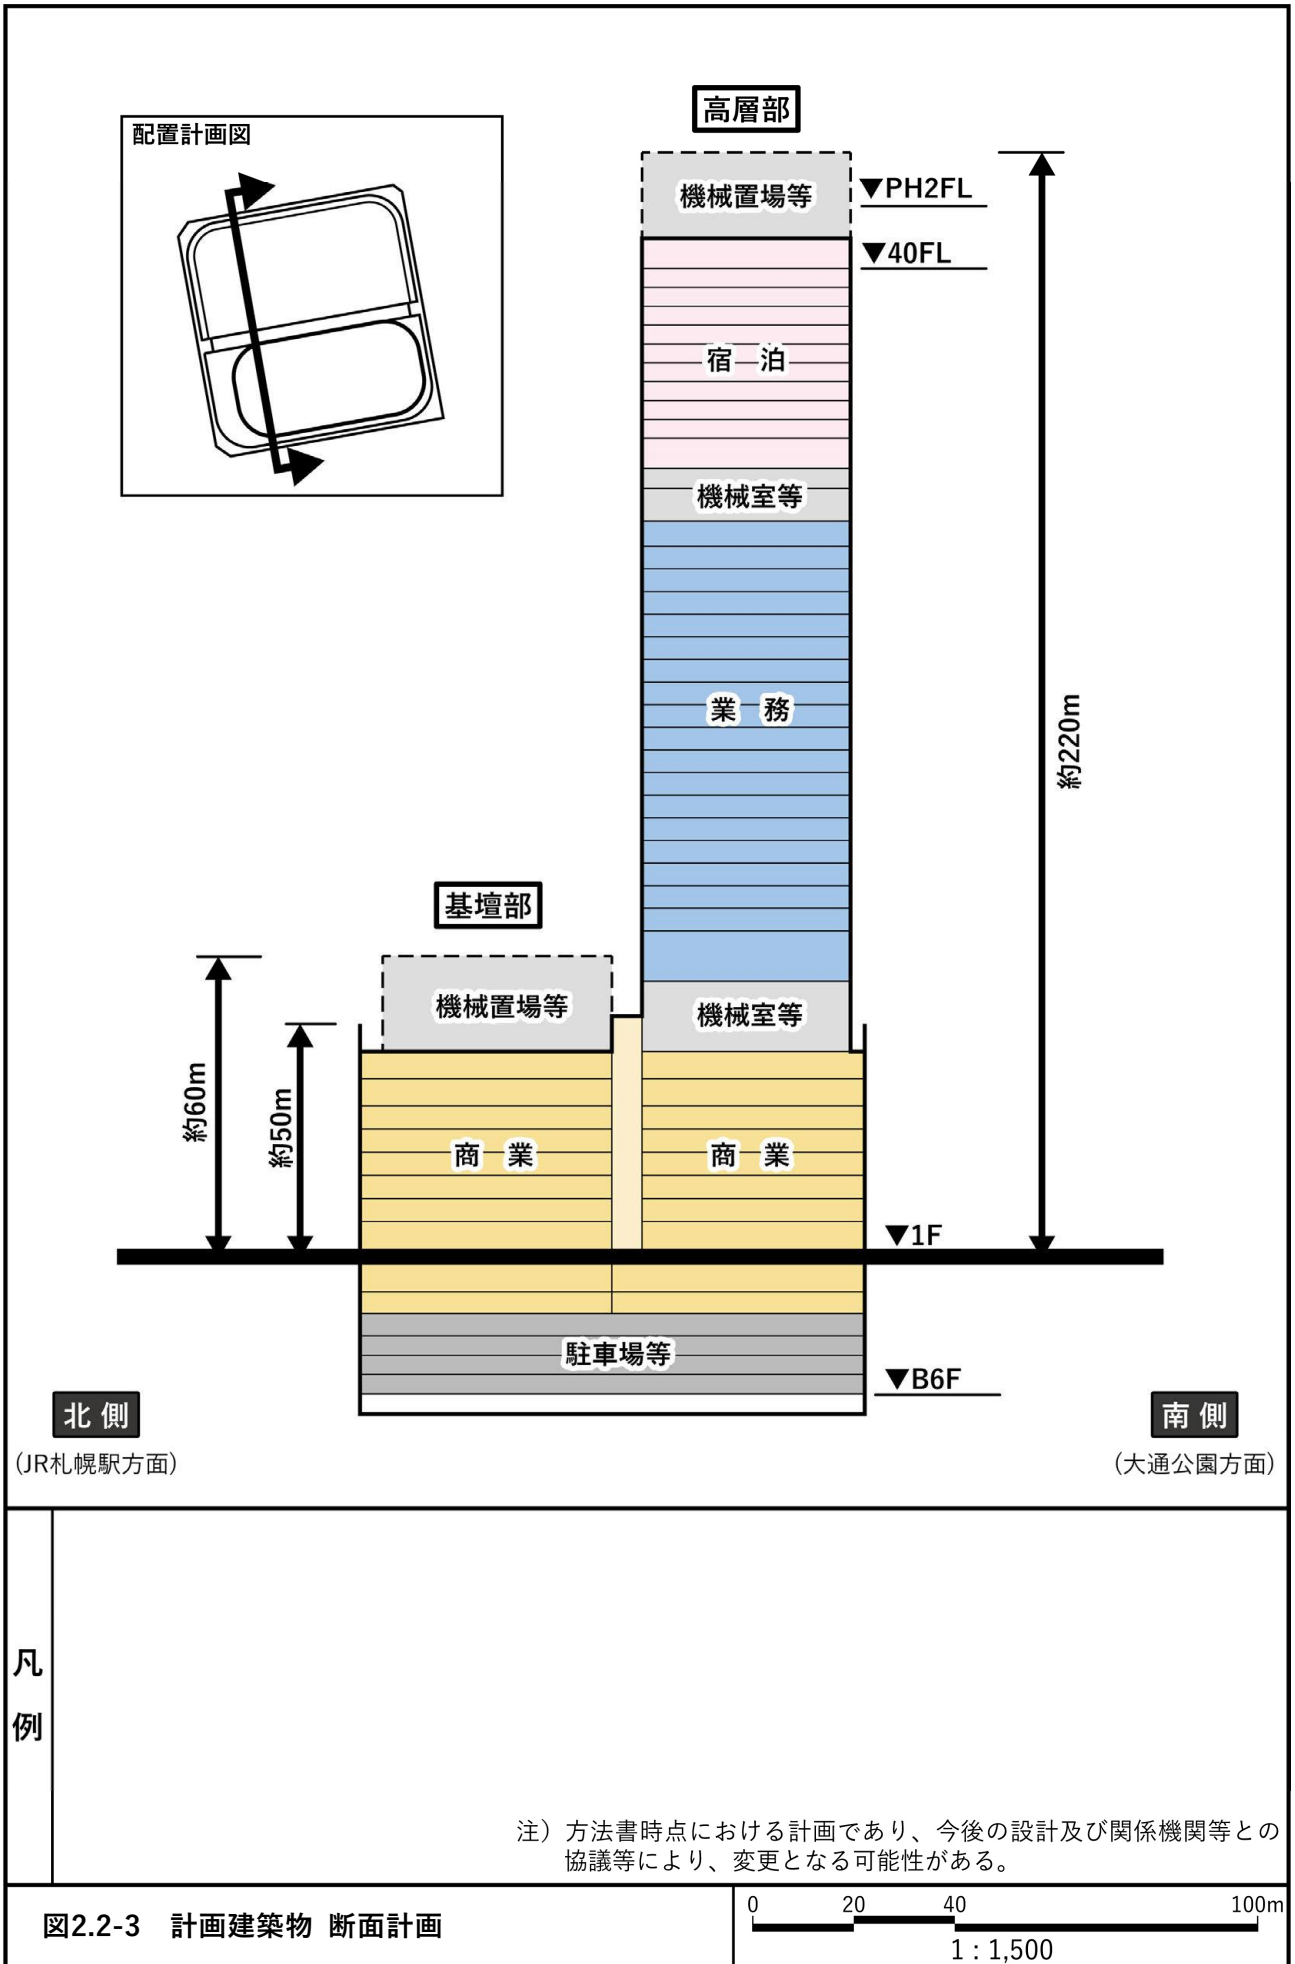 高層部
配置計画図
機械置場等
▼PH2FL
▼40FL
宿 泊
機械室等
業 務
約220m
基壇部
機械置場等
機械室等
約60m
約50m
商 業
商 業
▼1F
駐車場等
▼B6F
北 側
(JR札幌駅方面)
南 側
(大通公園方面)
凡
例
注）方法書時点における計画であり、今後の設計及び関係機関等との
協議等により、変更となる可能性がある。
図2.2-3 計画建築物 断面計画
0 20 40 100m
1：1,500